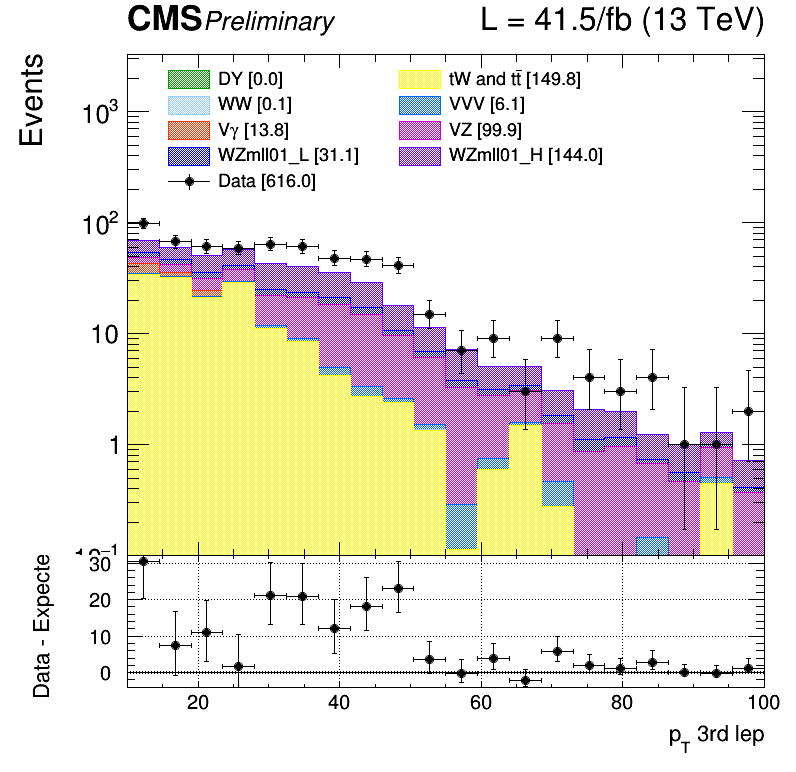 CMS Preliminary L = 41.5/fb (13 TeV)
Events
DY [0.0] tW and tt̄ [149.8]
WW [0.1] VVV [6.1]
Vγ [13.8] VZ [99.9]
WZmll01_L [31.1] WZmll01_H [144.0]
Data [616.0]
10³
10²
10
1
Data - Expecte
30
20
10
0
20 40 60 80 100
p_T 3rd lep